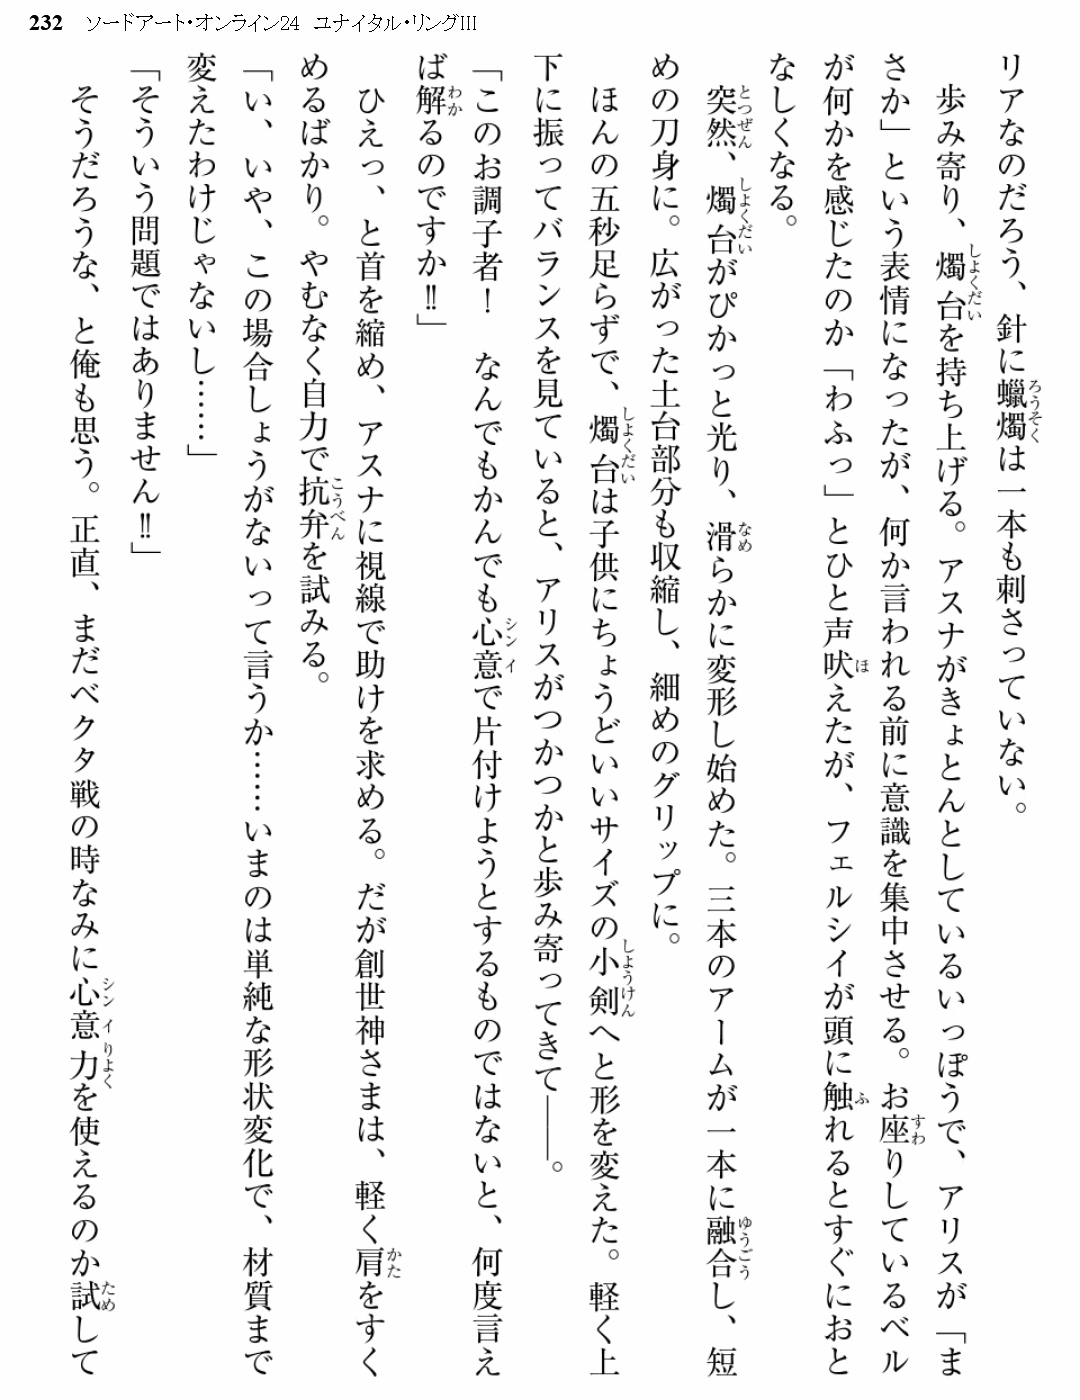 232 ソードアート・オンライン24 ユナイタル・リングIII
リアなのだろう、針に蠟燭は一本も刺さっていない。
歩み寄り、燭台を持ち上げる。アスナがきょとんとしているいっぽうで、アリスが「ま
さか」という表情になったが、何か言われる前に意識を集中させる。お座りしているベル
が何かを感じたのか「わふっ」とひと声吠えたが、フェルシイが頭に触れるとすぐにおと
なしくなる。
突然、燭台がぴかっと光り、滑らかに変形し始めた。三本のアームが一本に融合し、短
めの刀身に。広がった土台部分も収縮し、細めのグリップに。
ほんの五秒足らずで、燭台は子供にちょうどいいサイズの小剣へと形を変えた。軽く上
下に振ってバランスを見ていると、アリスがつかつかと歩み寄ってきて――。
「このお調子者！　なんでもかんでも心意で片付けようとするものではないと、何度言え
ば解るのですか‼」
ひえっ、と首を縮め、アスナに視線で助けを求める。だが創世神さまは、軽く肩をすく
めるばかり。やむなく自力で抗弁を試みる。
「い、いや、この場合しょうがないって言うか……いまのは単純な形状変化で、材質まで
変えたわけじゃないし……」
「そういう問題ではありません‼」
そうだろうな、と俺も思う。正直、まだベクタ戦の時なみに心意力を使えるのか試して